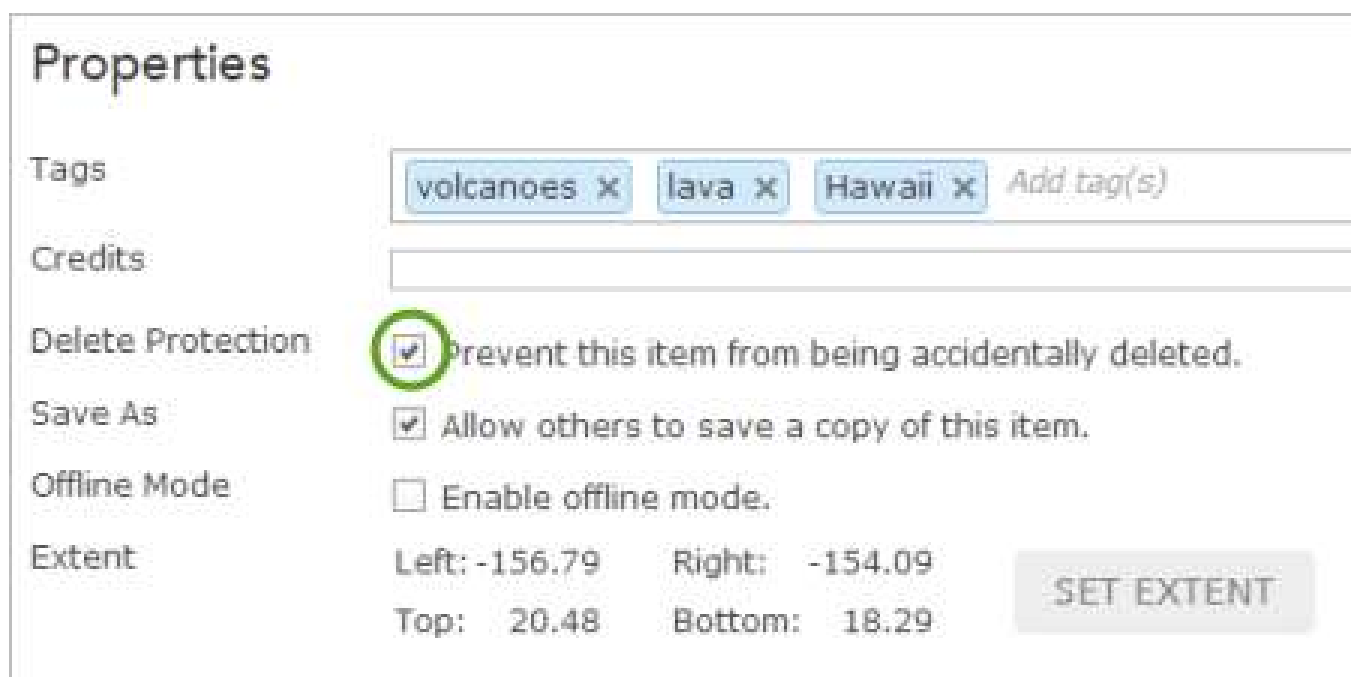 Properties
Tags volcanoes × lava × Hawaii × Add tag(s)
Credits
Delete Protection Prevent this item from being accidentally deleted.
Save As Allow others to save a copy of this item.
Offline Mode Enable offline mode.
Extent Left: -156.79 Right: -154.09
SET EXTENT
Top: 20.48 Bottom: 18.29